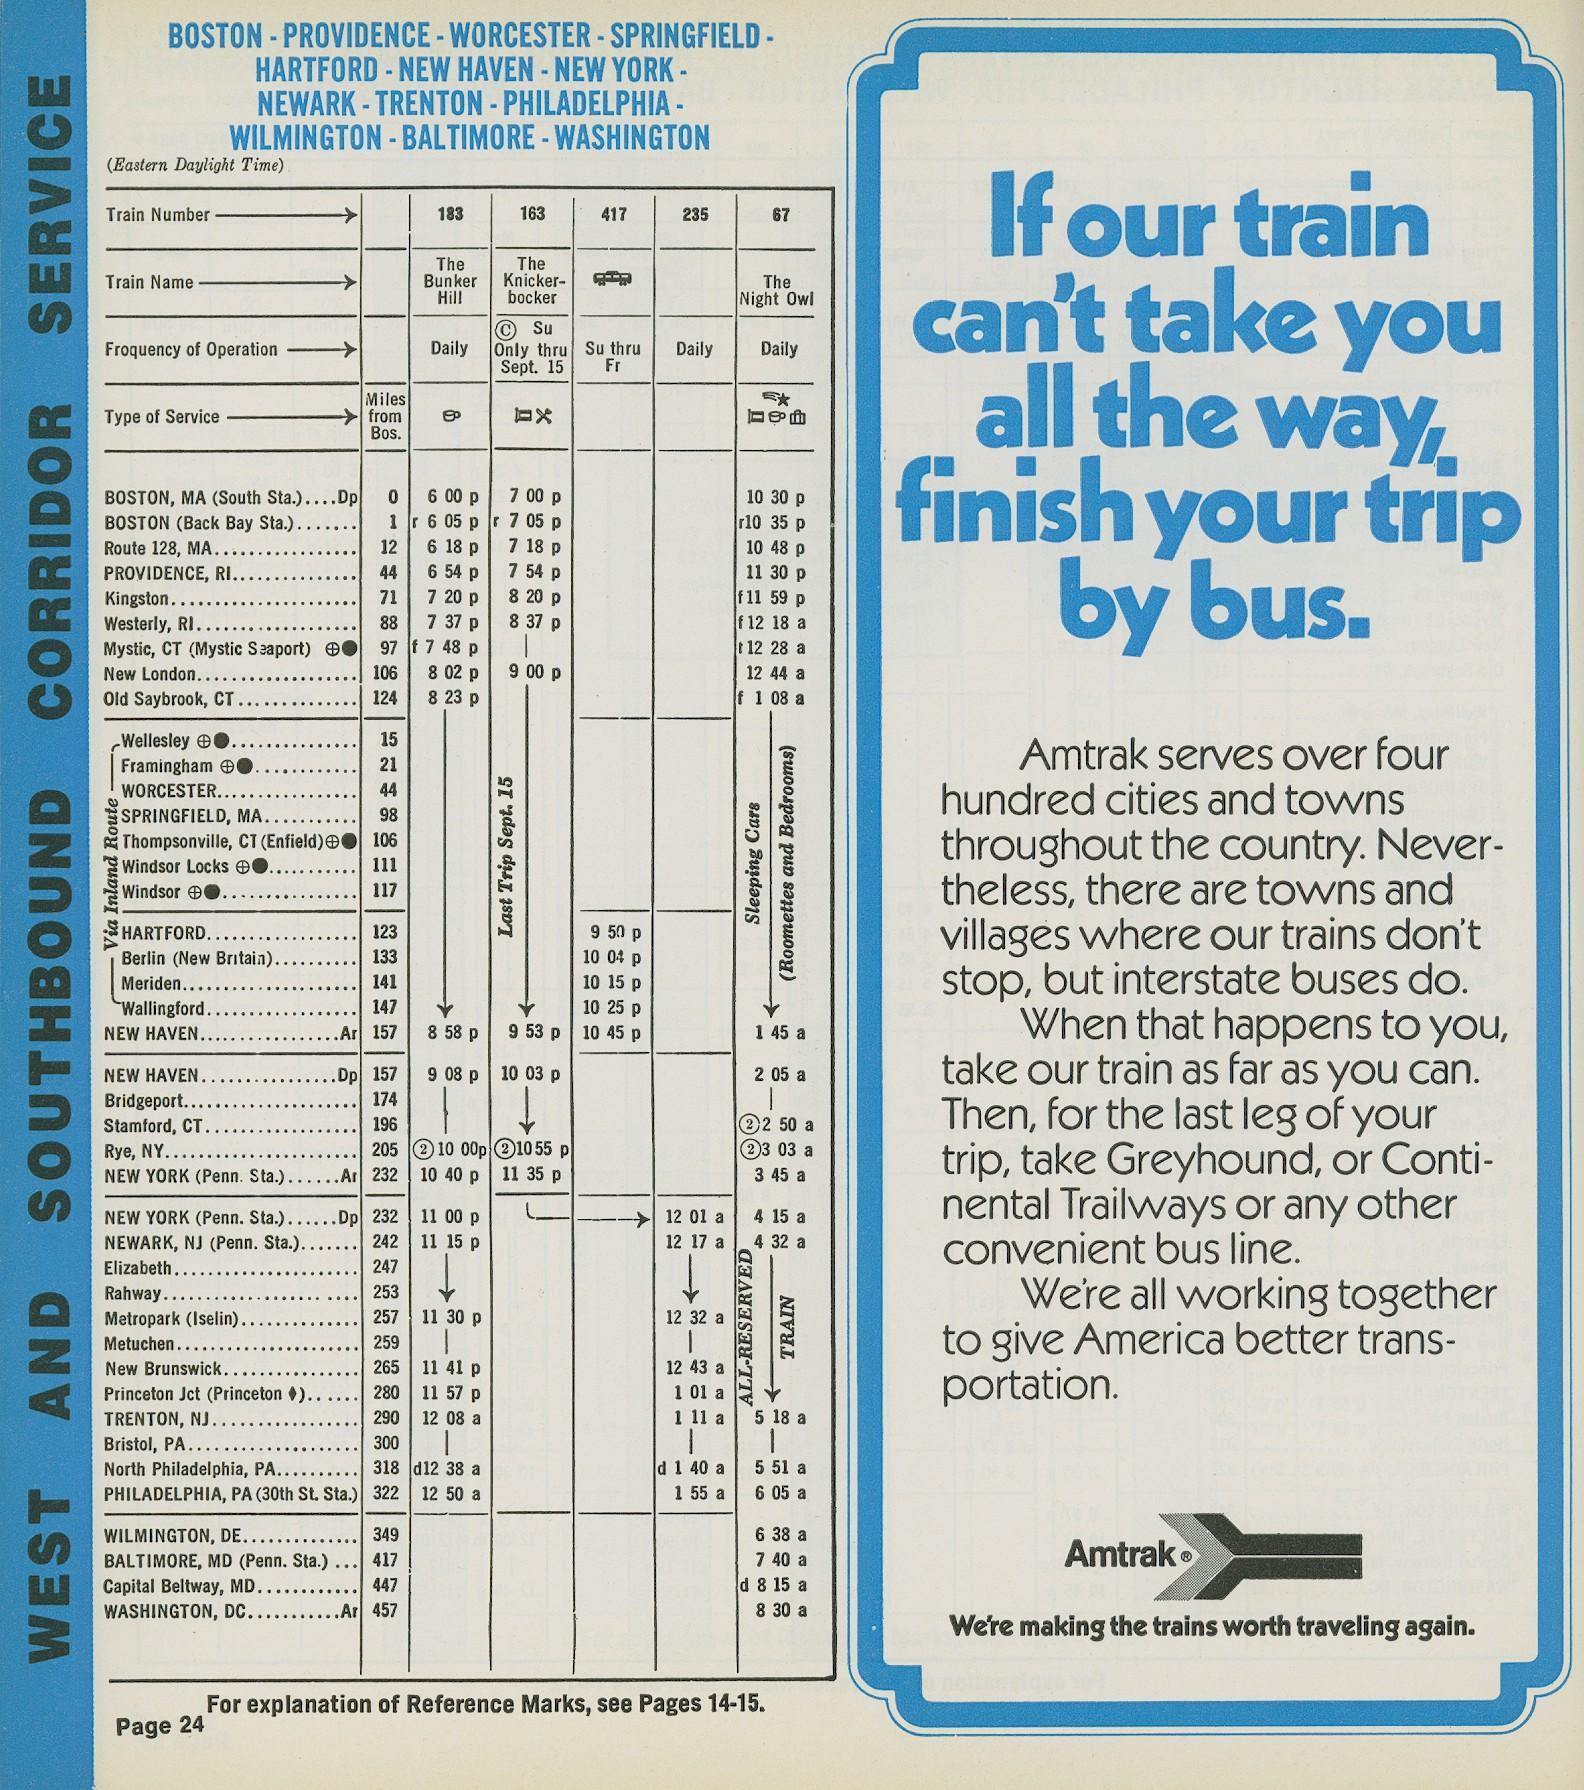 WEST AND SOUTHBOUND CORRIDOR SERVICE
BOSTON - PROVIDENCE - WORCESTER - SPRINGFIELD -
HARTFORD - NEW HAVEN - NEW YORK -
NEWARK - TRENTON - PHILADELPHIA -
WILMINGTON - BALTIMORE - WASHINGTON
(Eastern Daylight Time)
Train Number 183 163 417 235 67
Train Name The Bunker Hill The Knicker-bocker The Night Owl
Froquency of Operation Daily © Su Only thru Sept. 15 Su thru Fr Daily Daily
Type of Service Miles from Bos.
BOSTON, MA (South Sta.)....Dp 0 6 00 p 7 00 p 10 30 p
BOSTON (Back Bay Sta.)....... 1 r 6 05 p r 7 05 p r10 35 p
Route 128, MA................. 12 6 18 p 7 18 p 10 48 p
PROVIDENCE, RI............... 44 6 54 p 7 54 p 11 30 p
Kingston...................... 71 7 20 p 8 20 p f11 59 p
Westerly, RI................... 88 7 37 p 8 37 p f12 18 a
Mystic, CT (Mystic Seaport) ⊕● 97 f 7 48 p f12 28 a
New London................... 106 8 02 p 9 00 p 12 44 a
Old Saybrook, CT.............. 124 8 23 p f 1 08 a
Via Inland Route
Wellesley ⊕●............... 15
Framingham ⊕●............ 21
WORCESTER................. 44
SPRINGFIELD, MA........... 98
Thompsonville, CT (Enfield)⊕● 106
Windsor Locks ⊕●........... 111
Windsor ⊕●................ 117
HARTFORD.................. 123 9 50 p
Berlin (New Britain).......... 133 10 04 p
Meriden..................... 141 10 15 p
Wallingford.................. 147 10 25 p
NEW HAVEN.................Ar 157 8 58 p 9 53 p 10 45 p 1 45 a
Last Trip Sept. 15
Sleeping Cars
(Roomettes and Bedrooms)
NEW HAVEN.................Dp 157 9 08 p 10 03 p 2 05 a
Bridgeport..................... 174
Stamford, CT.................. 196 ②2 50 a
Rye, NY....................... 205 ②10 00p ②10 55 p ②3 03 a
NEW YORK (Penn. Sta.)......Ar 232 10 40 p 11 35 p 3 45 a
NEW YORK (Penn. Sta.)......Dp 232 11 00 p 12 01 a 4 15 a
NEWARK, NJ (Penn. Sta.)....... 242 11 15 p 12 17 a 4 32 a
Elizabeth...................... 247
Rahway....................... 253
Metropark (Iselin).............. 257 11 30 p 12 32 a
Metuchen...................... 259
New Brunswick................ 265 11 41 p 12 43 a
Princeton Jct (Princeton ♦)...... 280 11 57 p 1 01 a
TRENTON, NJ.................. 290 12 08 a 1 11 a 5 18 a
Bristol, PA.................... 300
North Philadelphia, PA.......... 318 d12 38 a d 1 40 a 5 51 a
PHILADELPHIA, PA (30th St. Sta.) 322 12 50 a 1 55 a 6 05 a
ALL-RESERVED
TRAIN
WILMINGTON, DE.............. 349 6 38 a
BALTIMORE, MD (Penn. Sta.) ... 417 7 40 a
Capital Beltway, MD............ 447 d 8 15 a
WASHINGTON, DC...........Ar 457 8 30 a
For explanation of Reference Marks, see Pages 14-15.
Page 24
If our train
can't take you
all the way,
finish your trip
by bus.
Amtrak serves over four
hundred cities and towns
throughout the country. Never-
theless, there are towns and
villages where our trains don't
stop, but interstate buses do.
When that happens to you,
take our train as far as you can.
Then, for the last leg of your
trip, take Greyhound, or Conti-
nental Trailways or any other
convenient bus line.
We're all working together
to give America better trans-
portation.
Amtrak®
We're making the trains worth traveling again.